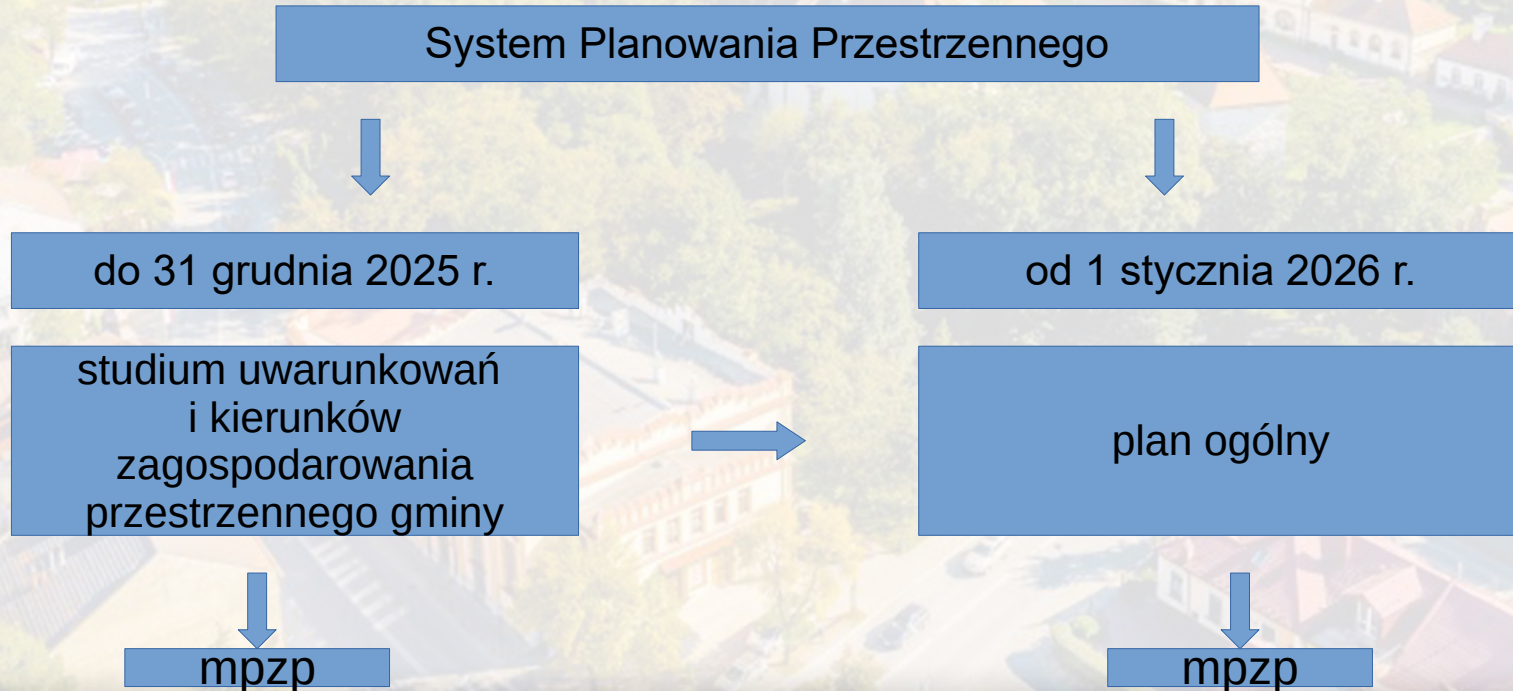 System Planowania Przestrzennego
do 31 grudnia 2025 r.
od 1 stycznia 2026 r.
studium uwarunkowań
i kierunków
zagospodarowania
przestrzennego gminy
plan ogólny
mpzp
mpzp